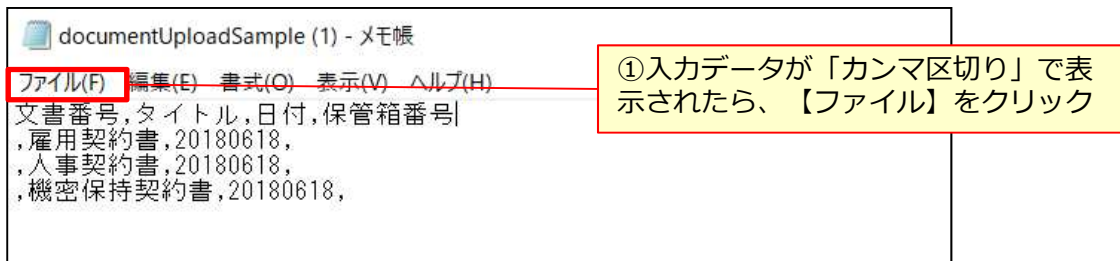 documentUploadSample (1) - メモ帳
ファイル(F) 編集(E) 書式(O) 表示(V) ヘルプ(H)
文書番号,タイトル,日付,保管箱番号
,雇用契約書,20180618,
,人事契約書,20180618,
,機密保持契約書,20180618,
①入力データが「カンマ区切り」で表
示されたら、【ファイル】をクリック